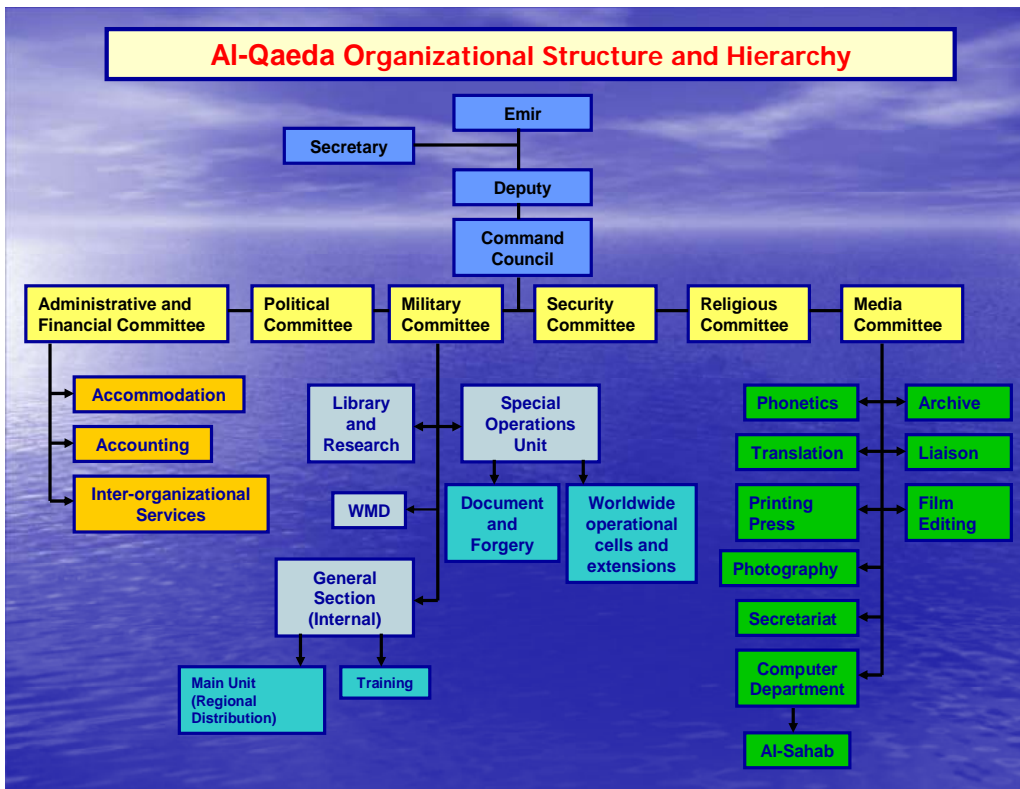 Al-Qaeda Organizational Structure and Hierarchy
Emir
Secretary
Deputy
Command
Council
Administrative and
Financial Committee
Political
Committee
Military
Committee
Security
Committee
Religious
Committee
Media
Committee
Accommodation
Accounting
Inter-organizational
Services
Library
and
Research
Special
Operations
Unit
WMD
Document
and
Forgery
Worldwide
operational
cells and
extensions
General
Section
(Internal)
Main Unit
(Regional
Distribution)
Training
Phonetics
Archive
Translation
Liaison
Printing
Press
Film
Editing
Photography
Secretariat
Computer
Department
Al-Sahab